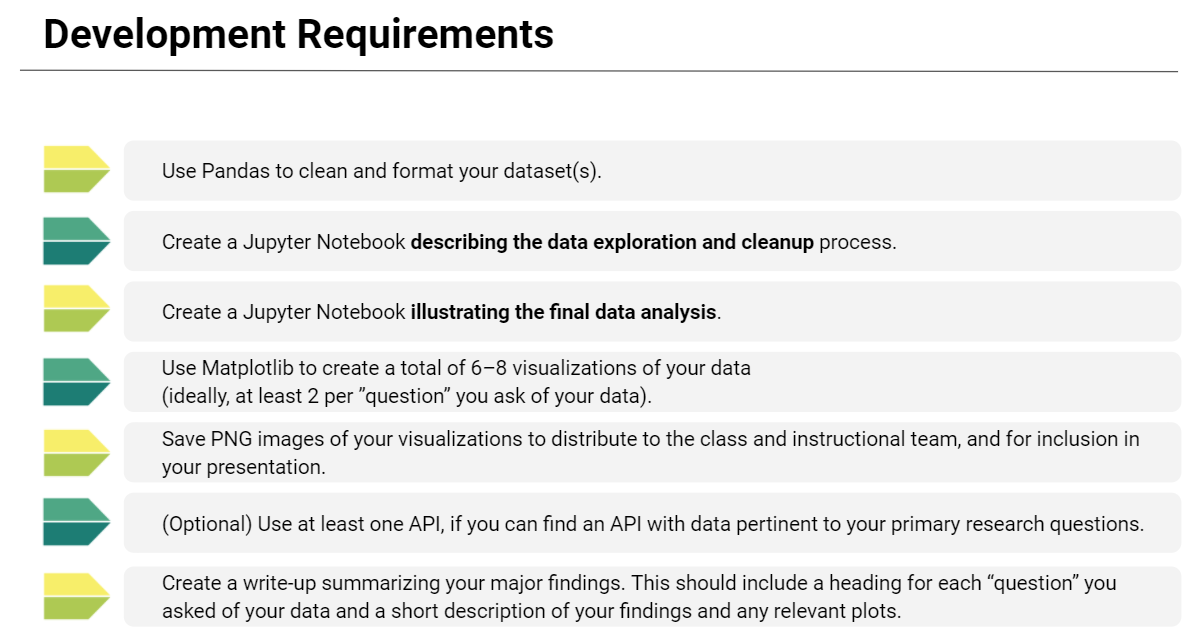 Development Requirements
Use Pandas to clean and format your dataset(s).
Create a Jupyter Notebook describing the data exploration and cleanup process.
Create a Jupyter Notebook illustrating the final data analysis.
Use Matplotlib to create a total of 6–8 visualizations of your data
(ideally, at least 2 per ”question” you ask of your data).
Save PNG images of your visualizations to distribute to the class and instructional team, and for inclusion in
your presentation.
(Optional) Use at least one API, if you can find an API with data pertinent to your primary research questions.
Create a write-up summarizing your major findings. This should include a heading for each “question” you
asked of your data and a short description of your findings and any relevant plots.